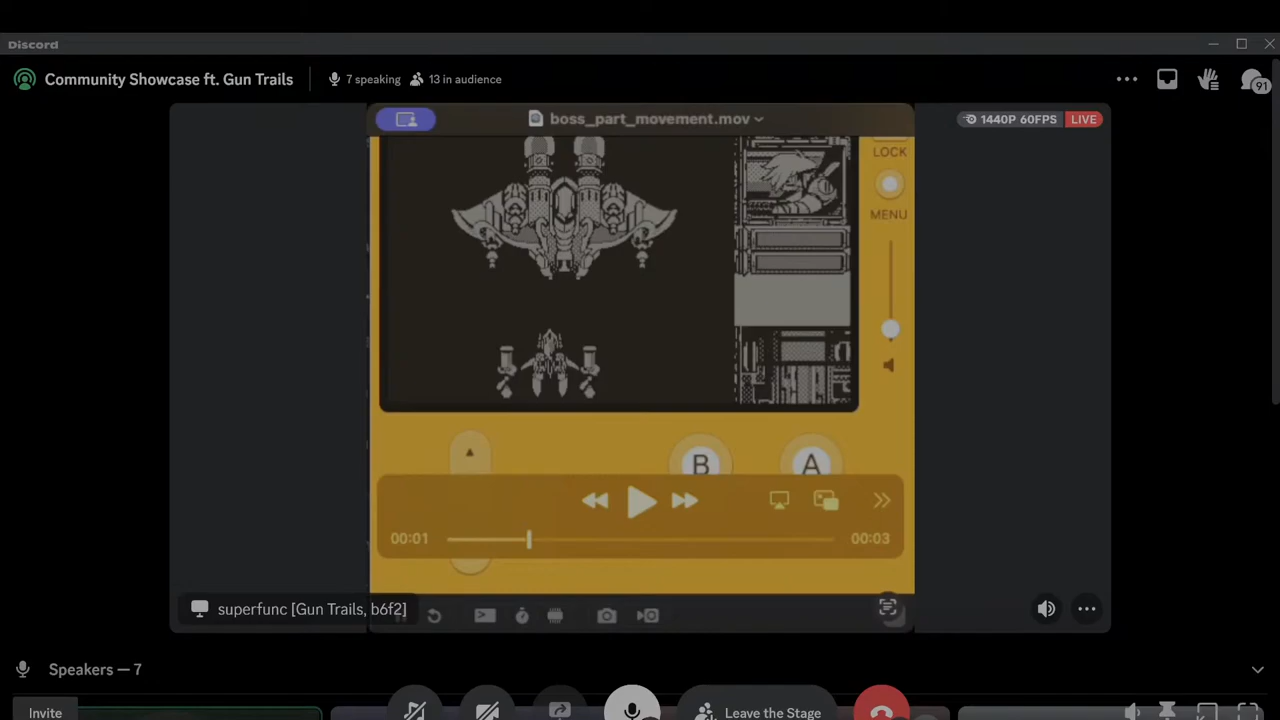 Discord
Community Showcase ft. Gun Trails 7 speaking 13 in audience
91
boss_part_movement.mov
1440P 60FPS LIVE
LOCK
MENU
B A
00:01 00:03
superfunc [Gun Trails, b6f2]
Speakers — 7
Invite
Leave the Stage